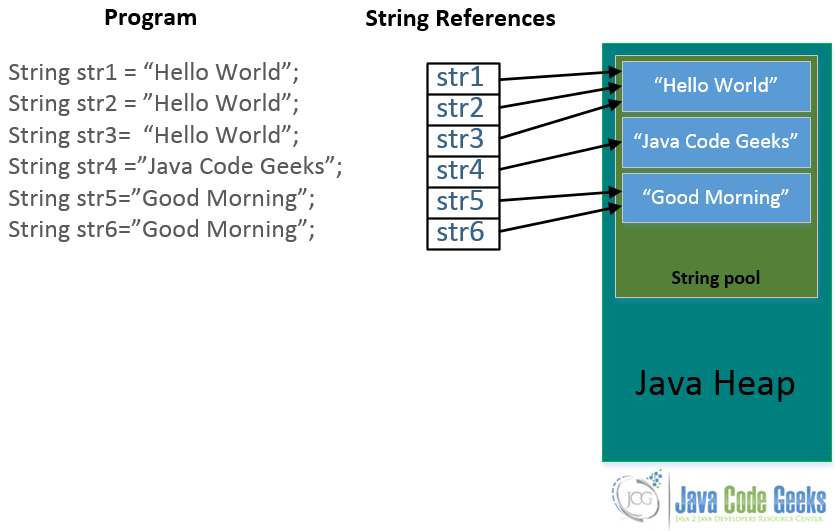 Program
String str1 = “Hello World”;
String str2 = ”Hello World”;
String str3=  “Hello World”;
String str4 =”Java Code Geeks”;
String str5=”Good Morning”;
String str6=”Good Morning”;
String References
str1
str2
str3
str4
str5
str6
“Hello World”
“Java Code Geeks”
“Good Morning”
String pool
Java Heap
JCG
Java Code Geeks
JAVA 2 JAVA DEVELOPERS RESOURCE CENTER